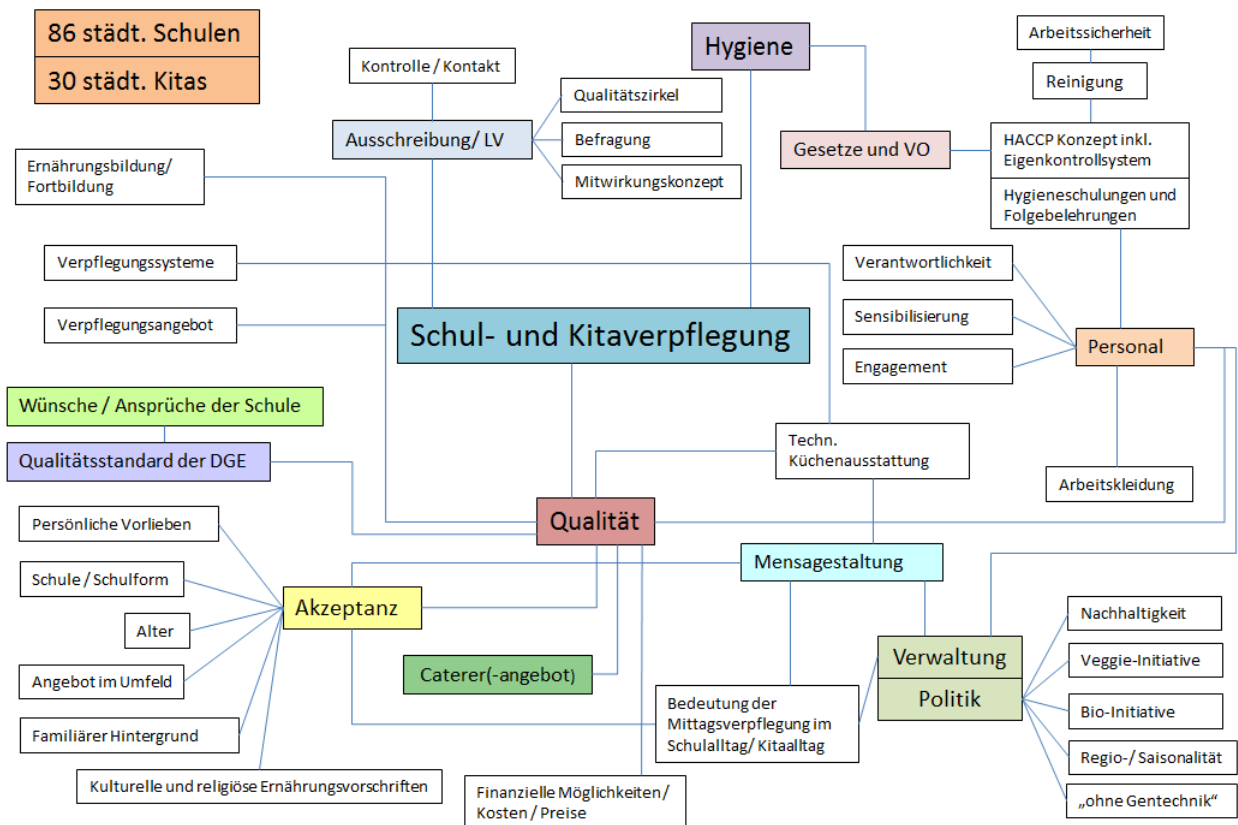 86 städt. Schulen
30 städt. Kitas
Hygiene
Arbeitssicherheit
Kontrolle / Kontakt
Reinigung
Qualitätszirkel
Ausschreibung/ LV
Befragung
Gesetze und VO
HACCP Konzept inkl.
Eigenkontrollsystem
Ernährungsbildung/
Fortbildung
Mitwirkungskonzept
Hygieneschulungen und
Folgebelehrungen
Verpflegungssysteme
Verantwortlichkeit
Verpflegungsangebot
Schul- und Kitaverpflegung
Sensibilisierung
Personal
Engagement
Wünsche / Ansprüche der Schule
Qualitätsstandard der DGE
Techn.
Küchenausstattung
Arbeitskleidung
Persönliche Vorlieben
Qualität
Mensagestaltung
Schule / Schulform
Akzeptanz
Nachhaltigkeit
Alter
Verwaltung
Politik
Veggie-Initiative
Angebot im Umfeld
Caterer(-angebot)
Bedeutung der
Mittagsverpflegung im
Schulalltag/ Kitaalltag
Bio-Initiative
Familiärer Hintergrund
Regio-/ Saisonalität
Kulturelle und religiöse Ernährungsvorschriften
Finanzielle Möglichkeiten /
Kosten / Preise
„ohne Gentechnik“